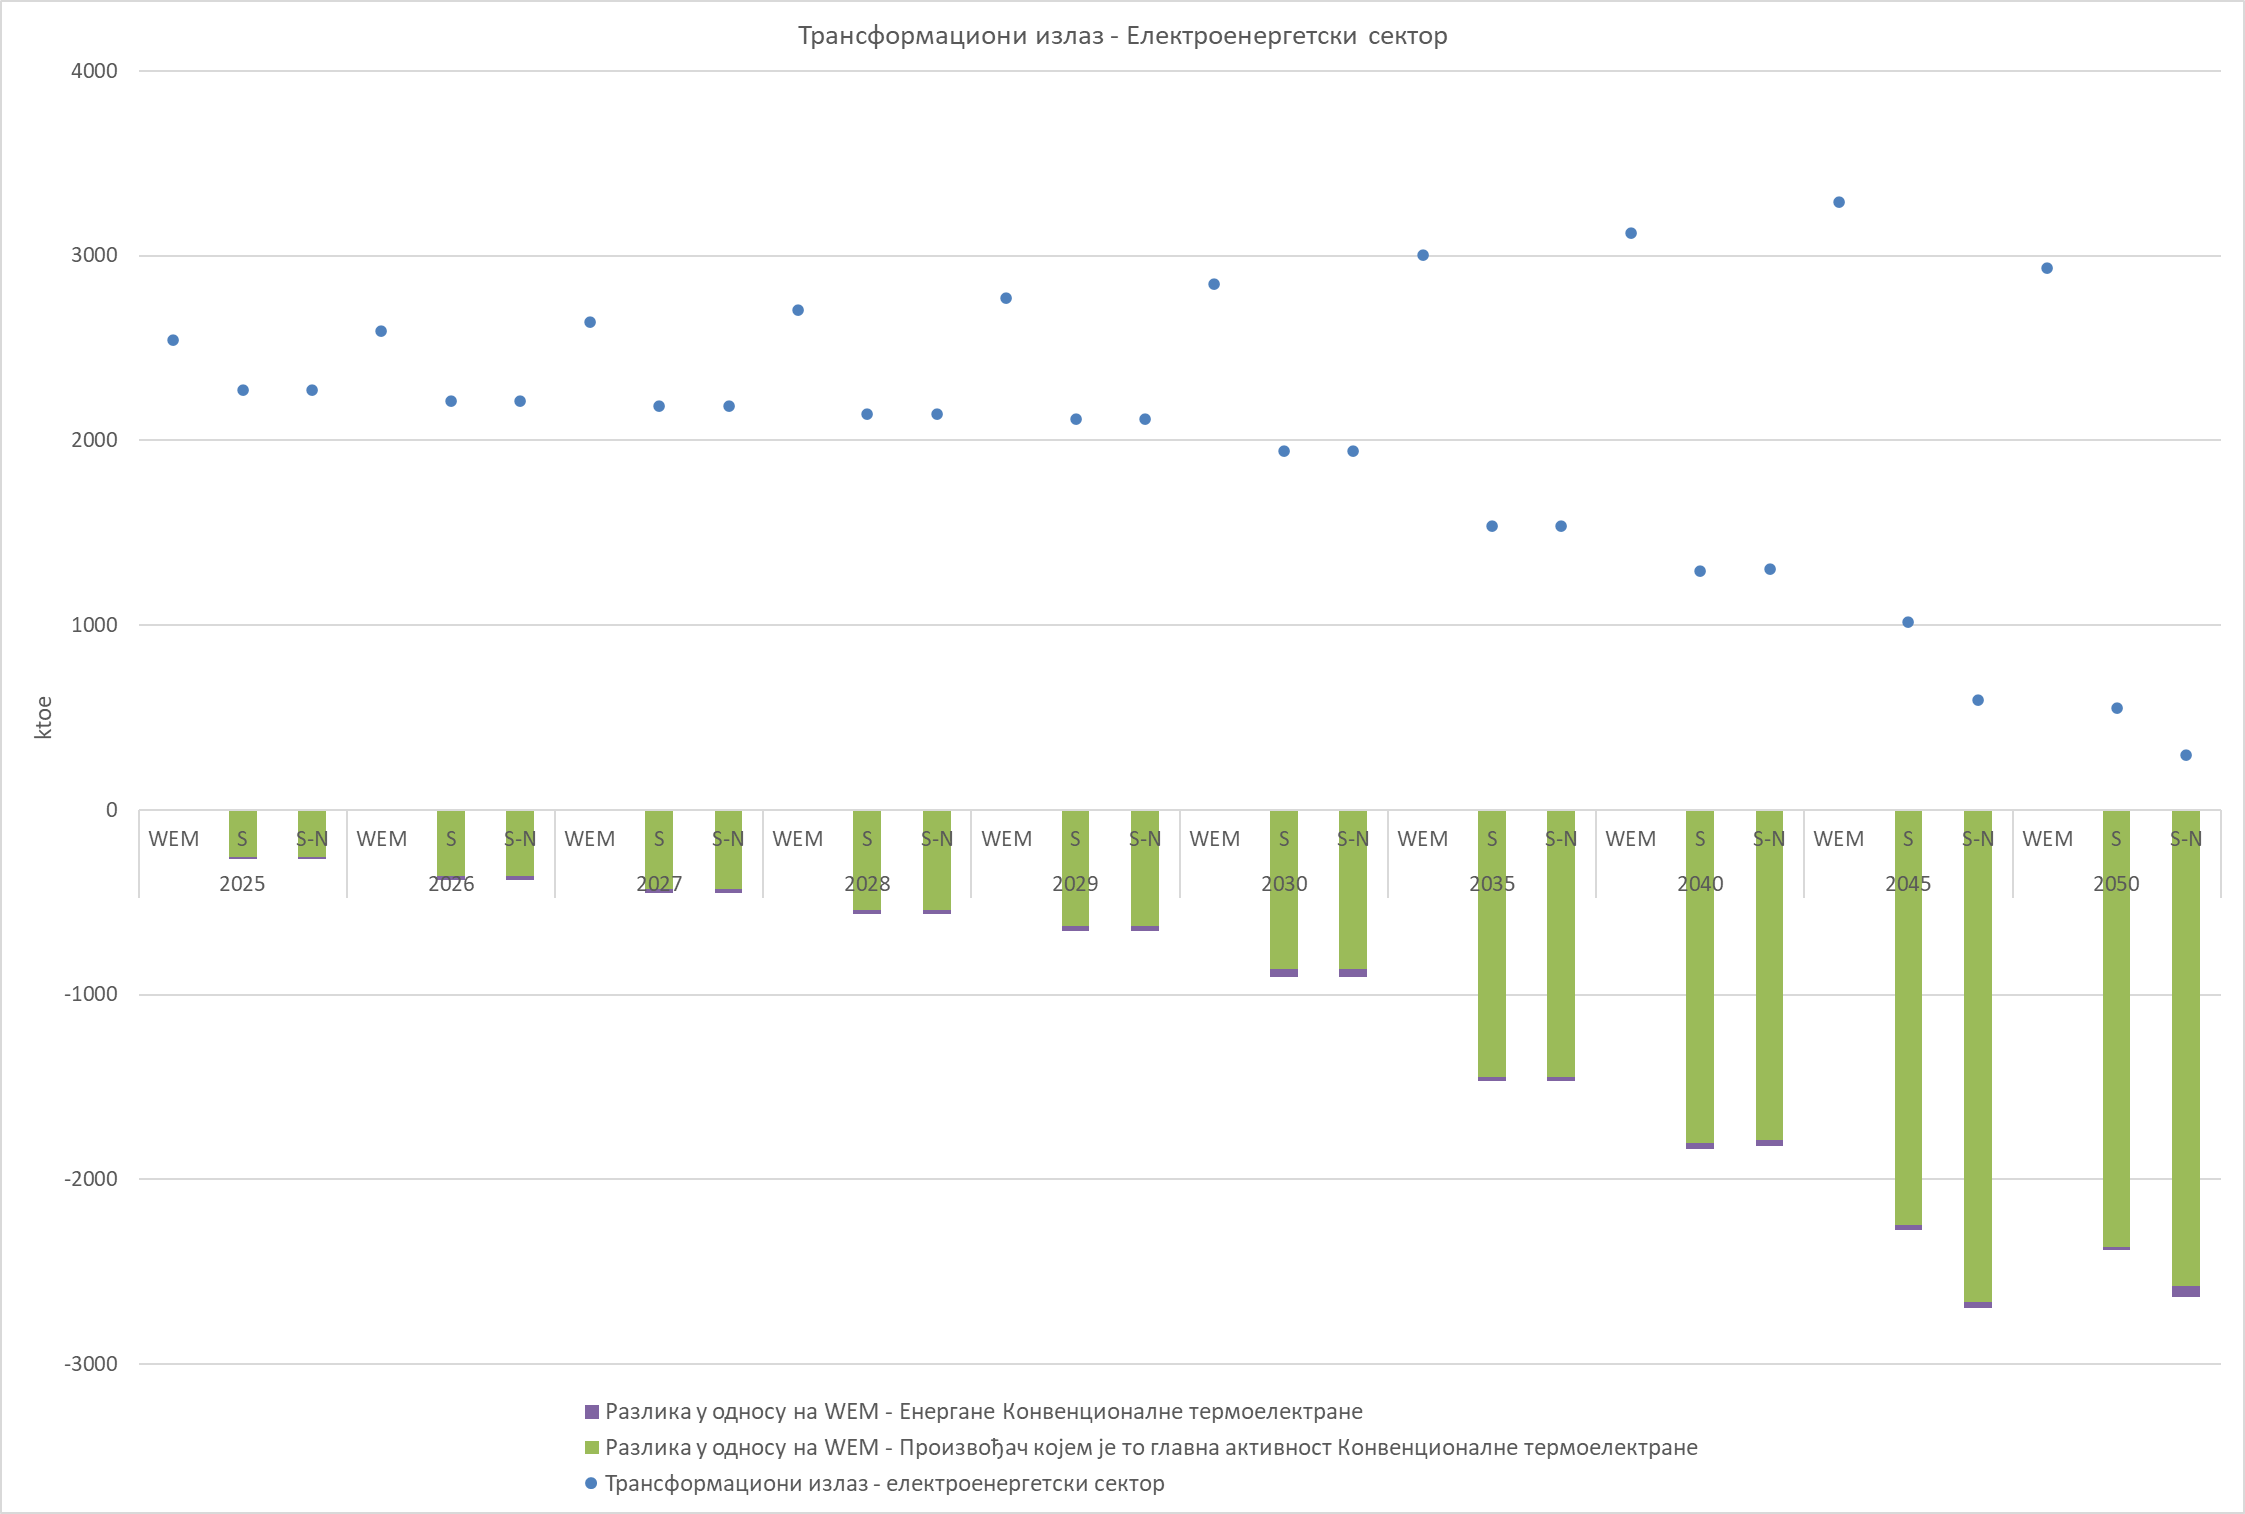 Трансформациони излаз - Електроенергетски сектор
4000
3000
2000
1000
ktoe
0
WEM S S-N WEM S S-N WEM S S-N WEM S S-N WEM S S-N WEM S S-N WEM S S-N WEM S S-N WEM S S-N WEM S S-N
2025 2026 2027 2028 2029 2030 2035 2040 2045 2050
-1000
-2000
-3000
Разлика у односу на WEM - Енергане Конвенционалне термоелектране
Разлика у односу на WEM - Произвођач којем је то главна активност Конвенционалне термоелектране
Трансформациони излаз - електроенергетски сектор